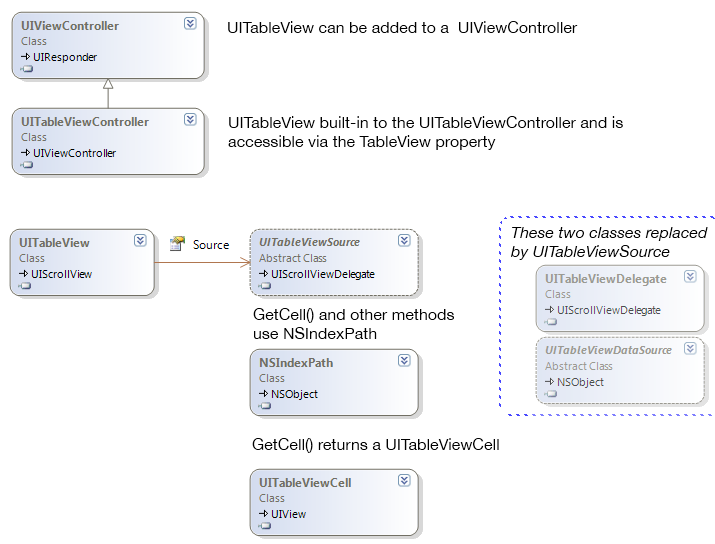 UIViewController
Class
UIResponder
UITableView can be added to a  UIViewController
UITableViewController
Class
UIViewController
UITableView built-in to the UITableViewController and is
accessible via the TableView property
UITableView
Class
UIScrollView
Source
UITableViewSource
Abstract Class
UIScrollViewDelegate
These two classes replaced
by UITableViewSource
UITableViewDelegate
Class
UIScrollViewDelegate
UITableViewDataSource
Abstract Class
NSObject
GetCell() and other methods
use NSIndexPath
NSIndexPath
Class
NSObject
GetCell() returns a UITableViewCell
UITableViewCell
Class
UIView